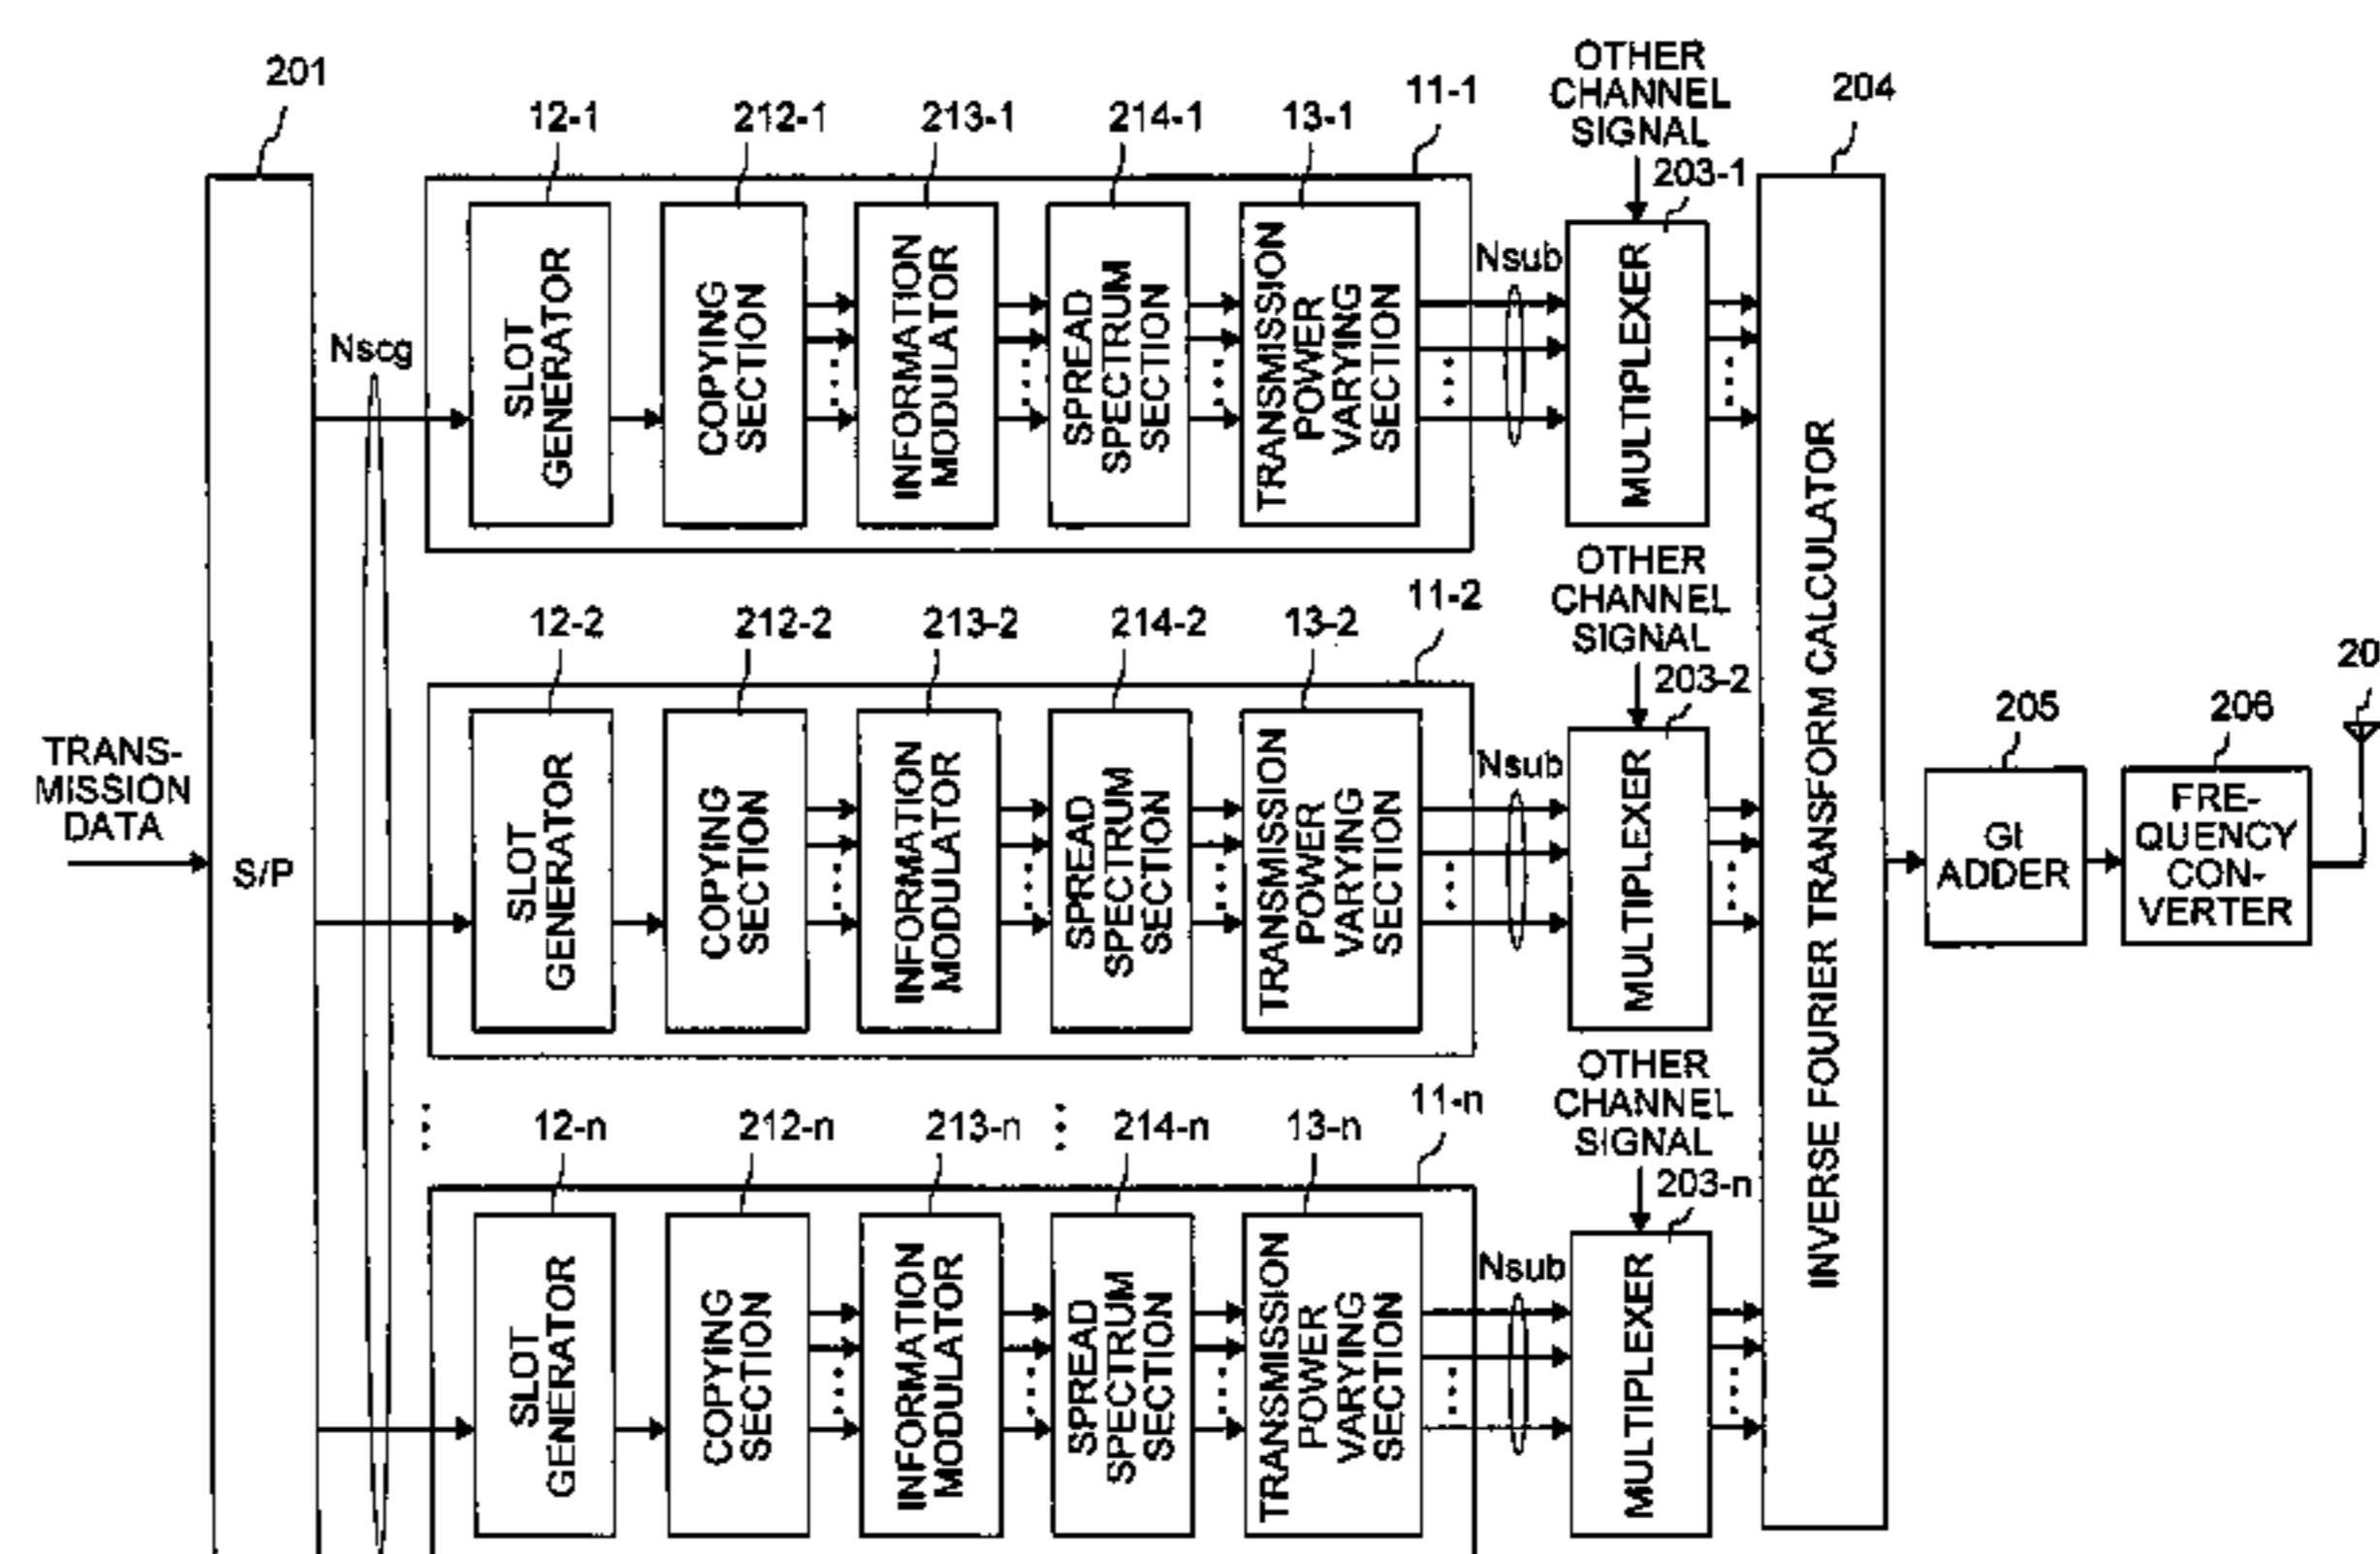 201
12-1
212-1
213-1
214-1
13-1
11-1
OTHER
CHANNEL
SIGNAL
203-1
204
Nscg
SLOT
GENERATOR
COPYING
SECTION
INFORMATION
MODULATOR
SPREAD
SPECTRUM
SECTION
TRANSMISSION
POWER
VARYING
SECTION
Nsub
MULTIPLEXER
INVERSE FOURIER TRANSFORM CALCULATOR
12-2
212-2
213-2
214-2
13-2
11-2
OTHER
CHANNEL
SIGNAL
203-2
TRANS-
MISSION
DATA
S/P
SLOT
GENERATOR
COPYING
SECTION
INFORMATION
MODULATOR
SPREAD
SPECTRUM
SECTION
TRANSMISSION
POWER
VARYING
SECTION
Nsub
MULTIPLEXER
205
GI
ADDER
206
FRE-
QUENCY
CON-
VERTER
20
12-n
212-n
213-n
214-n
13-n
11-n
OTHER
CHANNEL
SIGNAL
203-n
SLOT
GENERATOR
COPYING
SECTION
INFORMATION
MODULATOR
SPREAD
SPECTRUM
SECTION
TRANSMISSION
POWER
VARYING
SECTION
Nsub
MULTIPLEXER